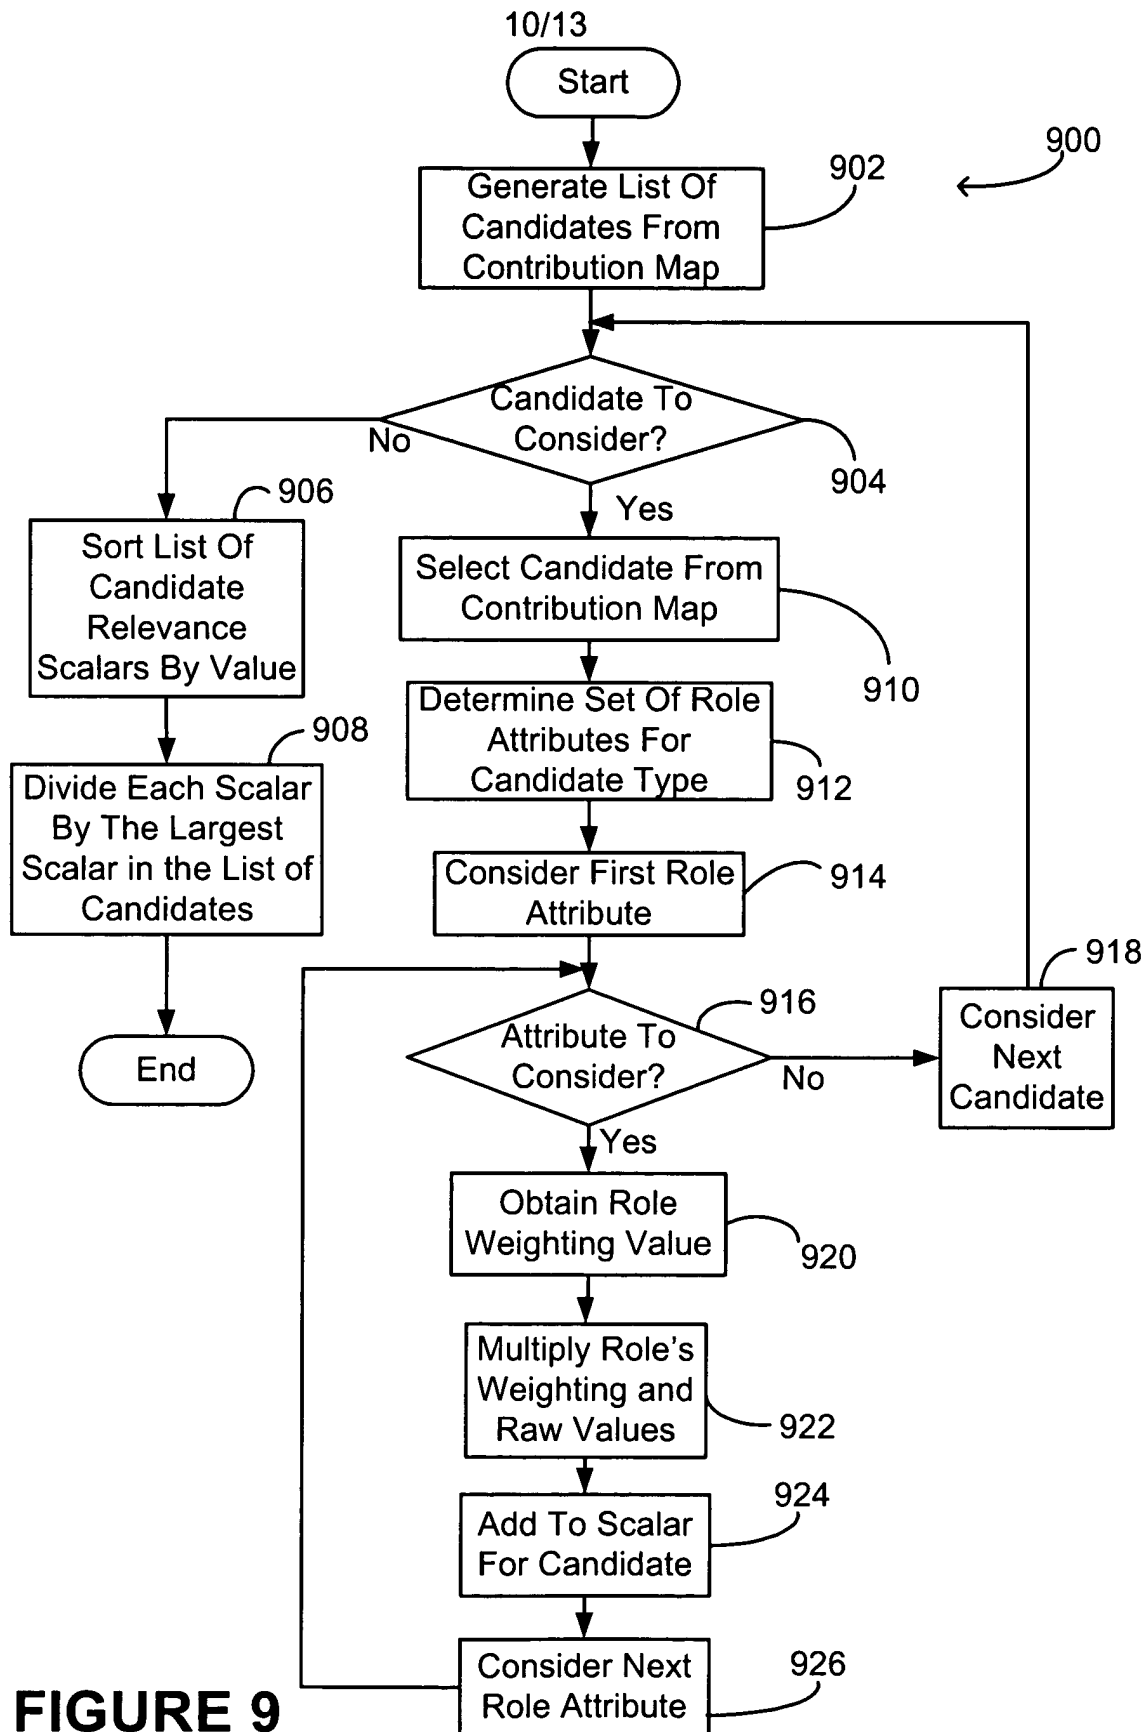 10/13
Start
900
902
Generate List Of
Candidates From
Contribution Map
Candidate To
Consider?
No
904
Yes
906
Sort List Of
Candidate
Relevance
Scalars By Value
Select Candidate From
Contribution Map
910
908
Divide Each Scalar
By The Largest
Scalar in the List of
Candidates
Determine Set Of Role
Attributes For
Candidate Type
912
Consider First Role
Attribute
914
End
916
Attribute To
Consider?
No
918
Consider
Next
Candidate
Yes
Obtain Role
Weighting Value
920
Multiply Role's
Weighting and
Raw Values
922
924
Add To Scalar
For Candidate
Consider Next
Role Attribute
926
FIGURE 9